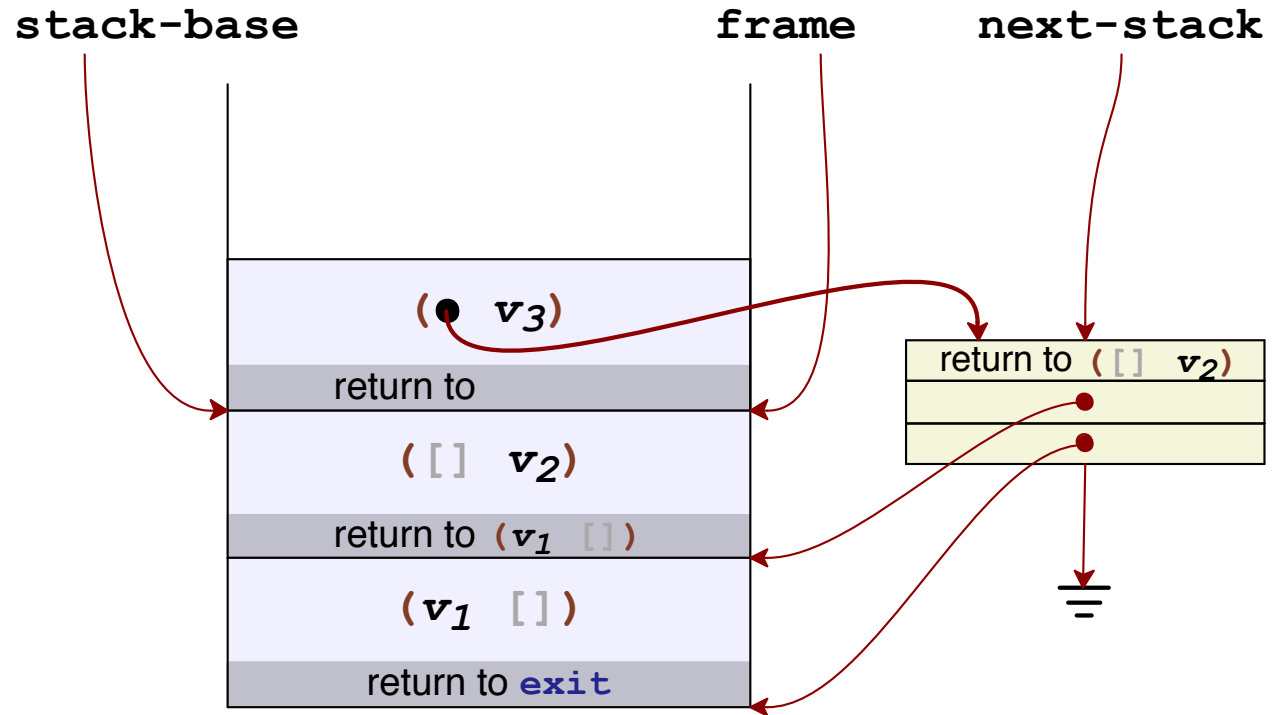 stack-base frame next-stack
( v3)
return to
return to ([] v2)
([] v2)
return to (v1 [])
(v1 [])
return to exit